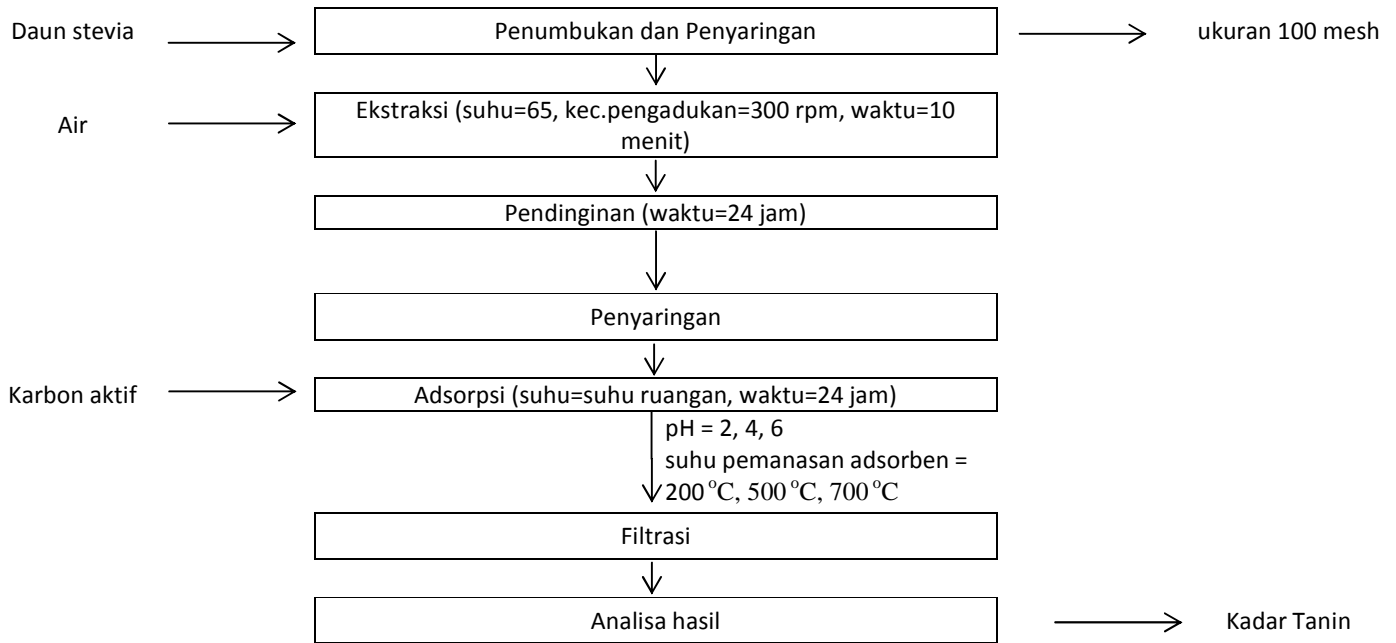 Daun stevia
Penumbukan dan Penyaringan
ukuran 100 mesh
Air
Ekstraksi (suhu=65, kec.pengadukan=300 rpm, waktu=10
menit)
Pendinginan (waktu=24 jam)
Penyaringan
Karbon aktif
Adsorpsi (suhu=suhu ruangan, waktu=24 jam)
pH = 2, 4, 6
suhu pemanasan adsorben =
200 °C, 500 °C, 700 °C
Filtrasi
Analisa hasil
Kadar Tanin